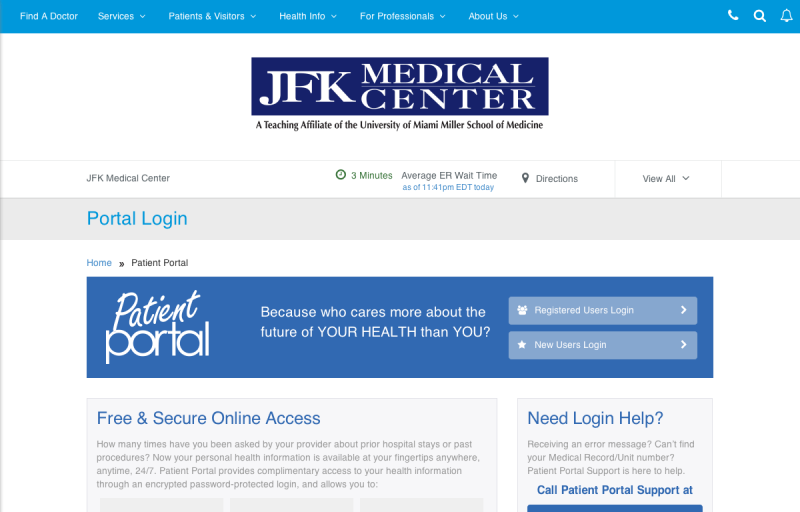 Find A Doctor Services Patients & Visitors Health Info For Professionals About Us
JFK MEDICAL CENTER
A Teaching Affiliate of the University of Miami Miller School of Medicine
JFK Medical Center
3 Minutes Average ER Wait Time
as of 11:41pm EDT today
Directions
View All
Portal Login
Home » Patient Portal
Patient
portal
Because who cares more about the
future of YOUR HEALTH than YOU?
Registered Users Login
New Users Login
Free & Secure Online Access
How many times have you been asked by your provider about prior hospital stays or past
procedures? Now your personal health information is available at your fingertips anywhere,
anytime, 24/7. Patient Portal provides complimentary access to your health information
through an encrypted password-protected login, and allows you to:
Need Login Help?
Receiving an error message? Can't find
your Medical Record/Unit number?
Patient Portal Support is here to help.
Call Patient Portal Support at